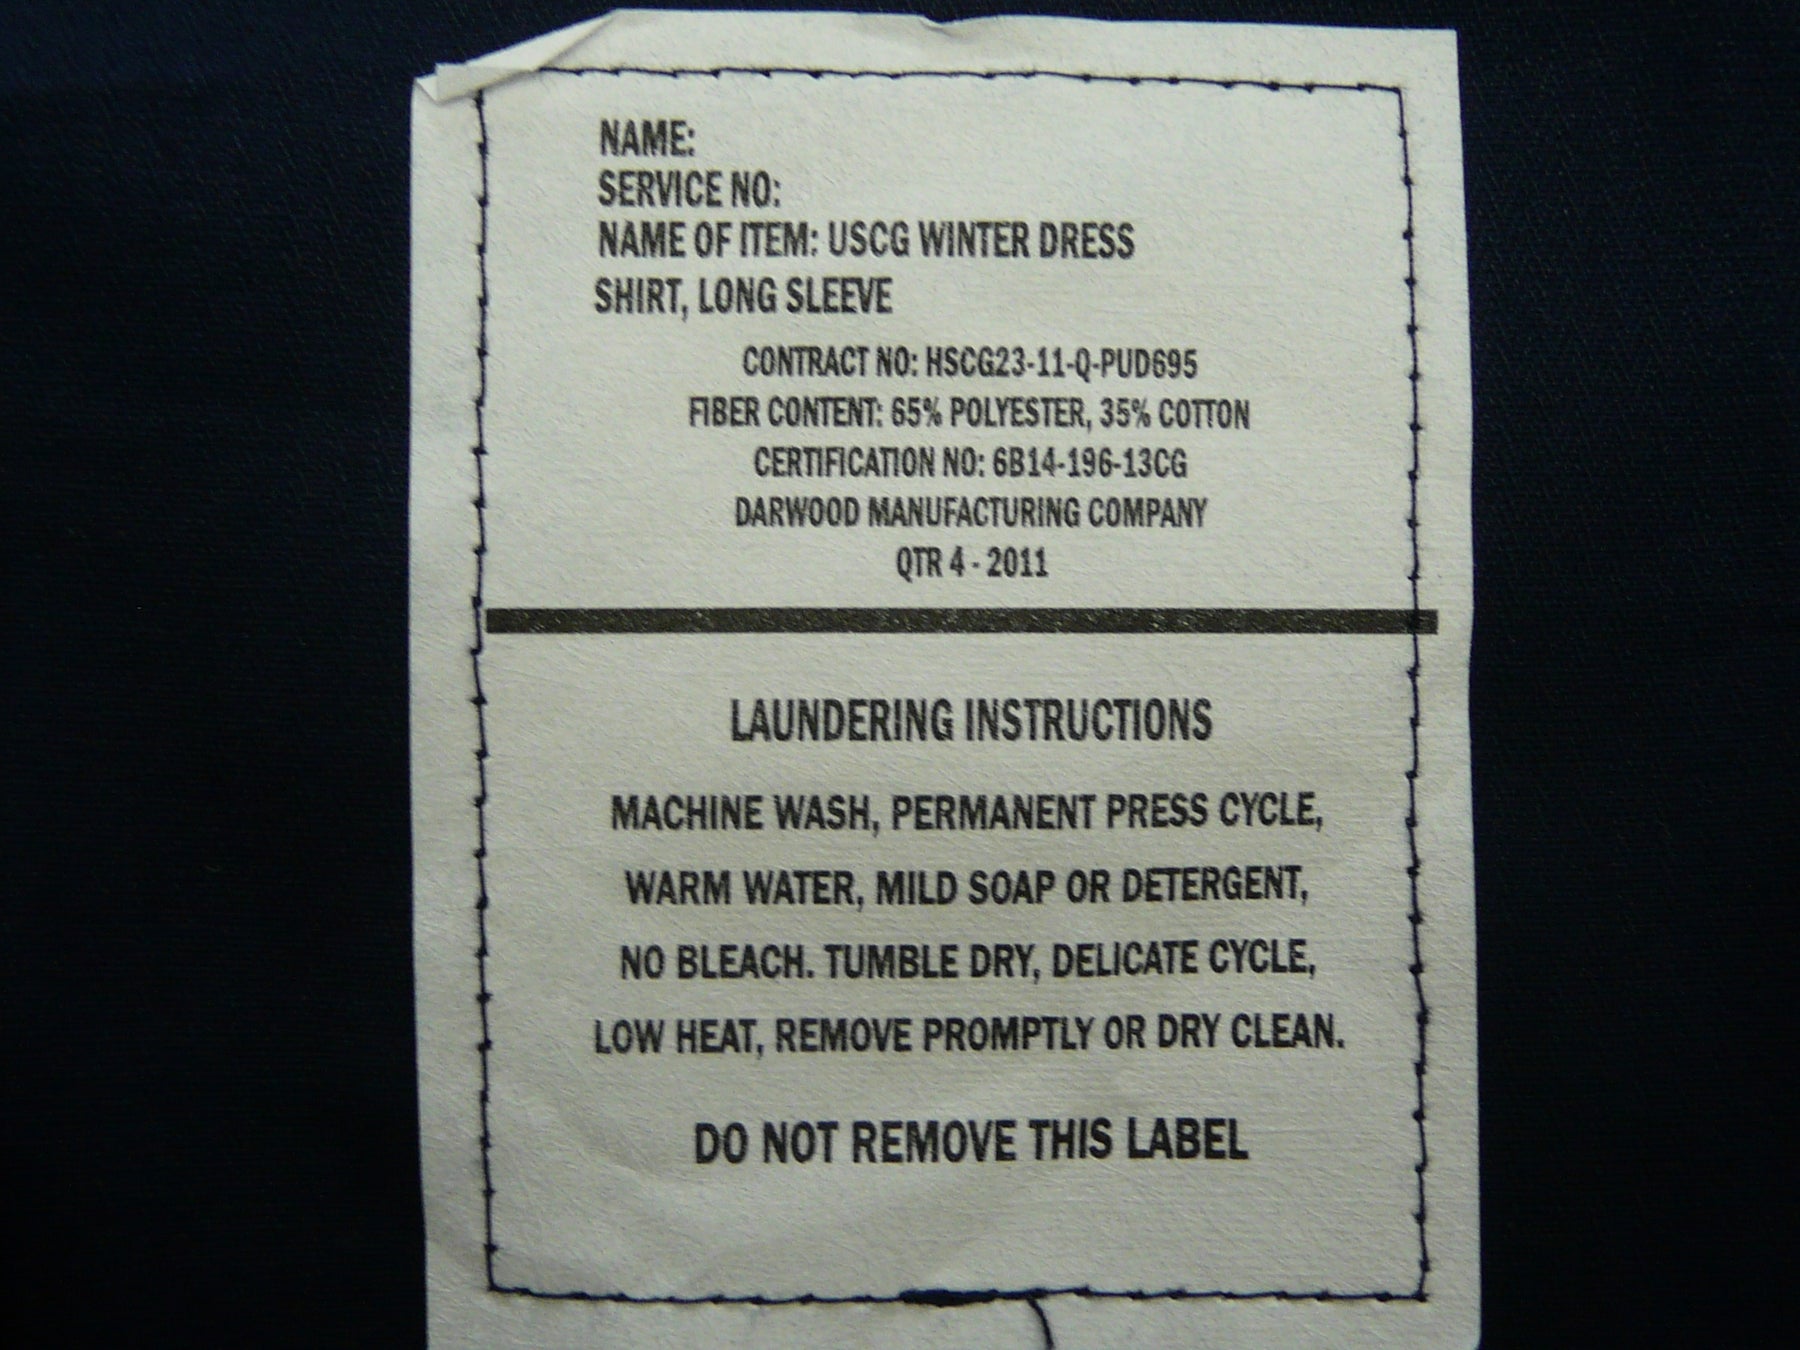 NAME:
SERVICE NO:
NAME OF ITEM: USCG WINTER DRESS
SHIRT, LONG SLEEVE
CONTRACT NO: HSCG23-11-Q-PUD695
FIBER CONTENT: 65% POLYESTER, 35% COTTON
CERTIFICATION NO: 6B14-196-13CG
DARWOOD MANUFACTURING COMPANY
QTR 4 - 2011
LAUNDERING INSTRUCTIONS
MACHINE WASH, PERMANENT PRESS CYCLE,
WARM WATER, MILD SOAP OR DETERGENT,
NO BLEACH. TUMBLE DRY, DELICATE CYCLE,
LOW HEAT, REMOVE PROMPTLY OR DRY CLEAN.
DO NOT REMOVE THIS LABEL